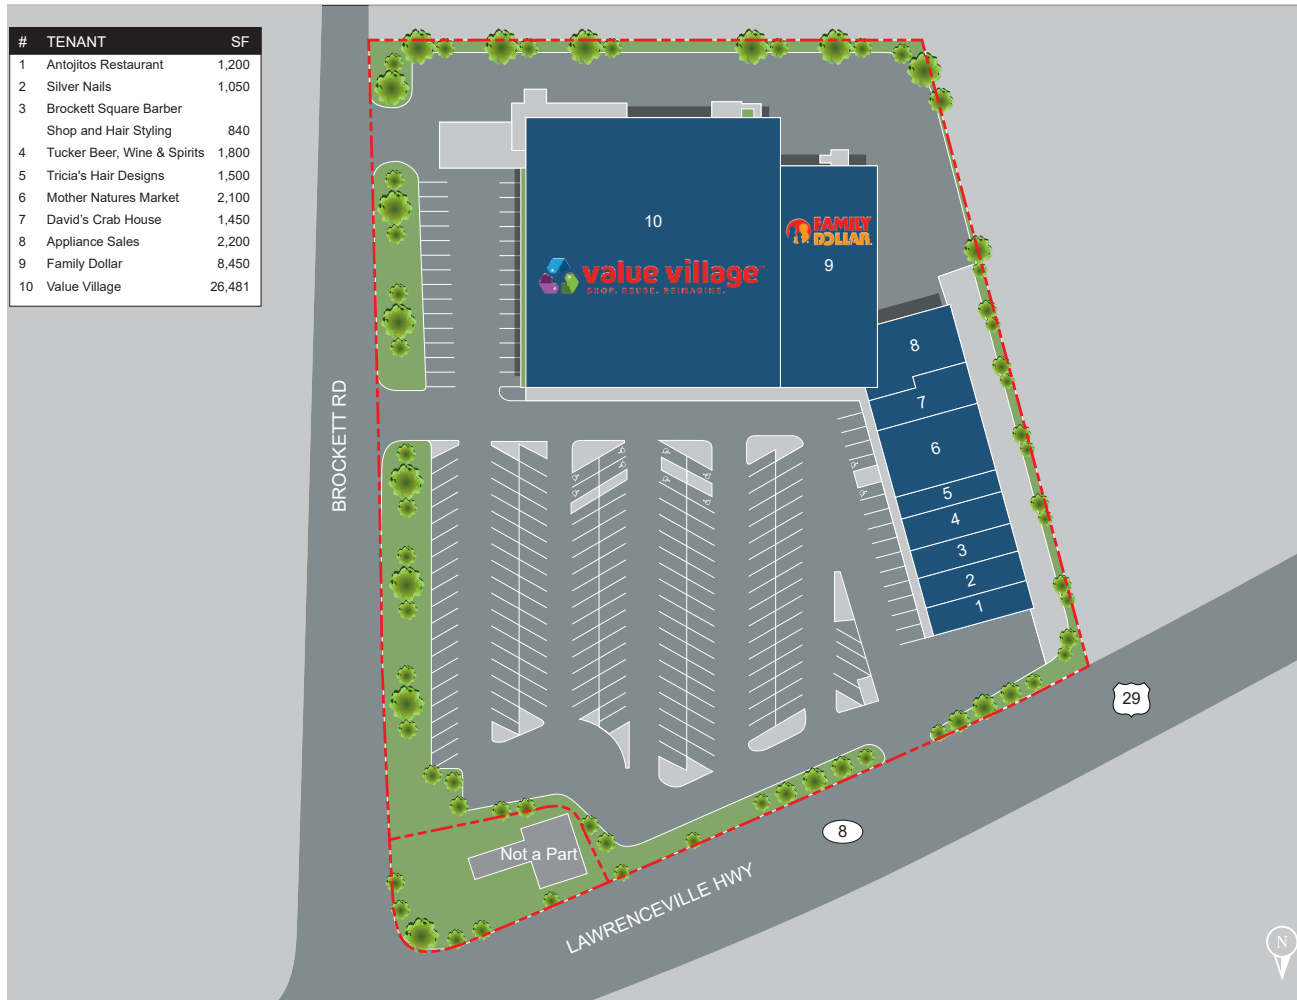 # TENANT SF
1 Antojitos Restaurant 1,200
2 Silver Nails 1,050
3 Brockett Square Barber
Shop and Hair Styling 840
4 Tucker Beer, Wine & Spirits 1,800
5 Tricia's Hair Designs 1,500
6 Mother Natures Market 2,100
7 David's Crab House 1,450
8 Appliance Sales 2,200
9 Family Dollar 8,450
10 Value Village 26,481
10
value village™
SHOP. REUSE. REIMAGINE.
FAMILY
DOLLAR.
9
8
7
6
5
4
3
2
1
BROCKETT RD
29
8
Not a Part
LAWRENCEVILLE HWY
N